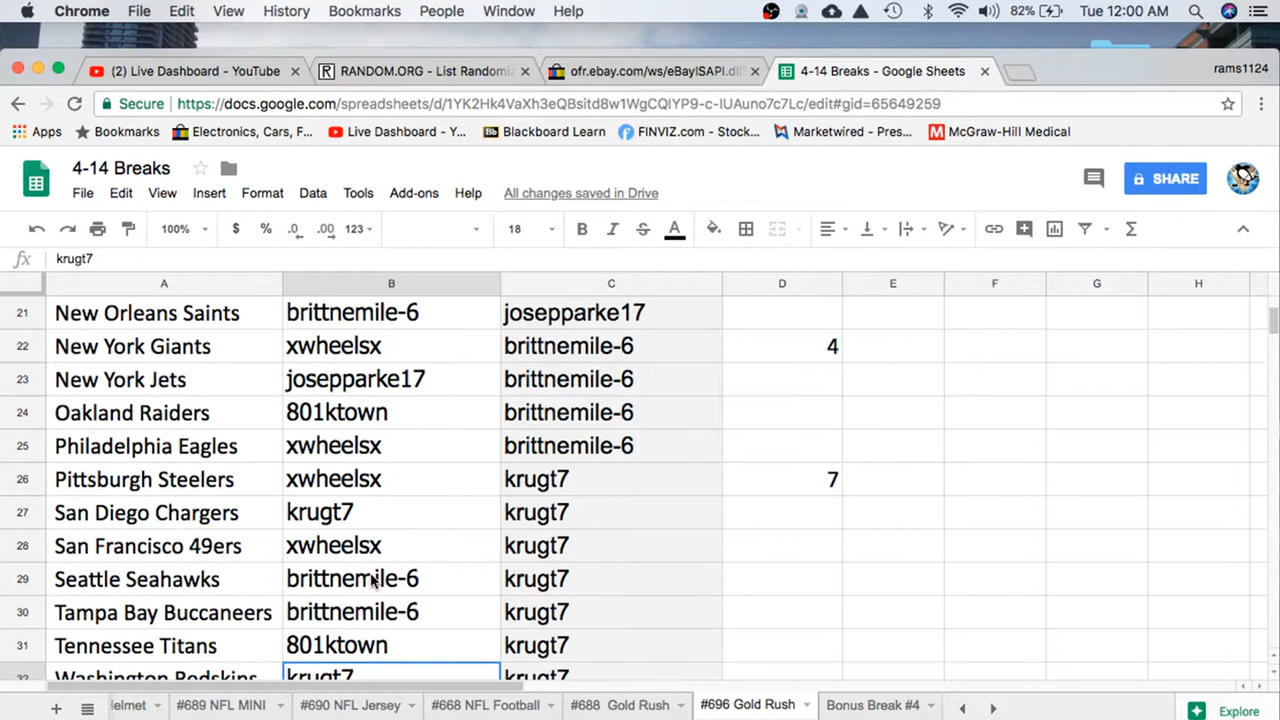 Chrome File Edit View History Bookmarks People Window Help 82% Tue 12:00 AM
(2) Live Dashboard - YouTube RANDOM.ORG - List Randomi ofr.ebay.com/ws/eBayISAPI.dll 4-14 Breaks - Google Sheets rams1124
Secure https://docs.google.com/spreadsheets/d/1YK2Hk4VaXh3eQBsitd8w1WgCQIYP9-c-IUAuno7c7Lc/edit#gid=65649259
Apps Bookmarks Electronics, Cars, F... Live Dashboard - Y... Bb Blackboard Learn FINVIZ.com - Stock... Marketwired - Pres... M McGraw-Hill Medical
4-14 Breaks
SHARE
File Edit View Insert Format Data Tools Add-ons Help All changes saved in Drive
100% $ % .0 .00 123 18 B I S A Σ
fx krugt7
A B C D E F G H
21 New Orleans Saints brittnemile-6 josepparke17
22 New York Giants xwheelsx brittnemile-6 4
23 New York Jets josepparke17 brittnemile-6
24 Oakland Raiders 801ktown brittnemile-6
25 Philadelphia Eagles xwheelsx brittnemile-6
26 Pittsburgh Steelers xwheelsx krugt7 7
27 San Diego Chargers krugt7 krugt7
28 San Francisco 49ers xwheelsx krugt7
29 Seattle Seahawks brittnemile-6 krugt7
30 Tampa Bay Buccaneers brittnemile-6 krugt7
31 Tennessee Titans 801ktown krugt7
32 Washington Redskins krugt7 krugt7
elmet #689 NFL MINI #690 NFL Jersey #668 NFL Football #688 Gold Rush #696 Gold Rush Bonus Break #4 Explore